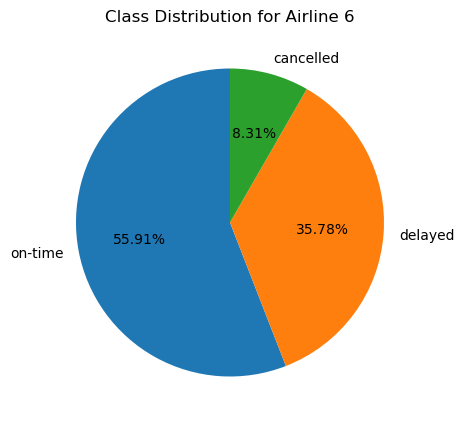 Class Distribution for Airline 6
cancelled
8.31%
35.78%
delayed
55.91%
on-time